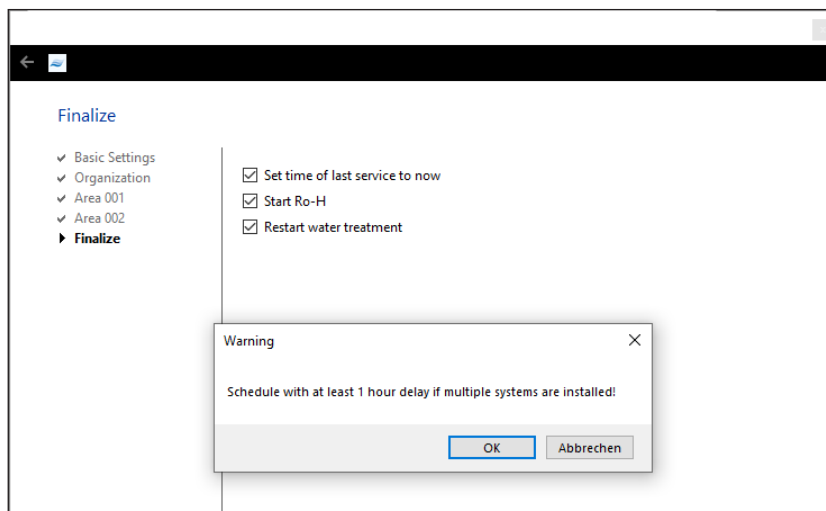 Finalize
Basic Settings
Organization
Area 001
Area 002
Finalize
Set time of last service to now
Start Ro-H
Restart water treatment
Warning
Schedule with at least 1 hour delay if multiple systems are installed!
OK
Abbrechen